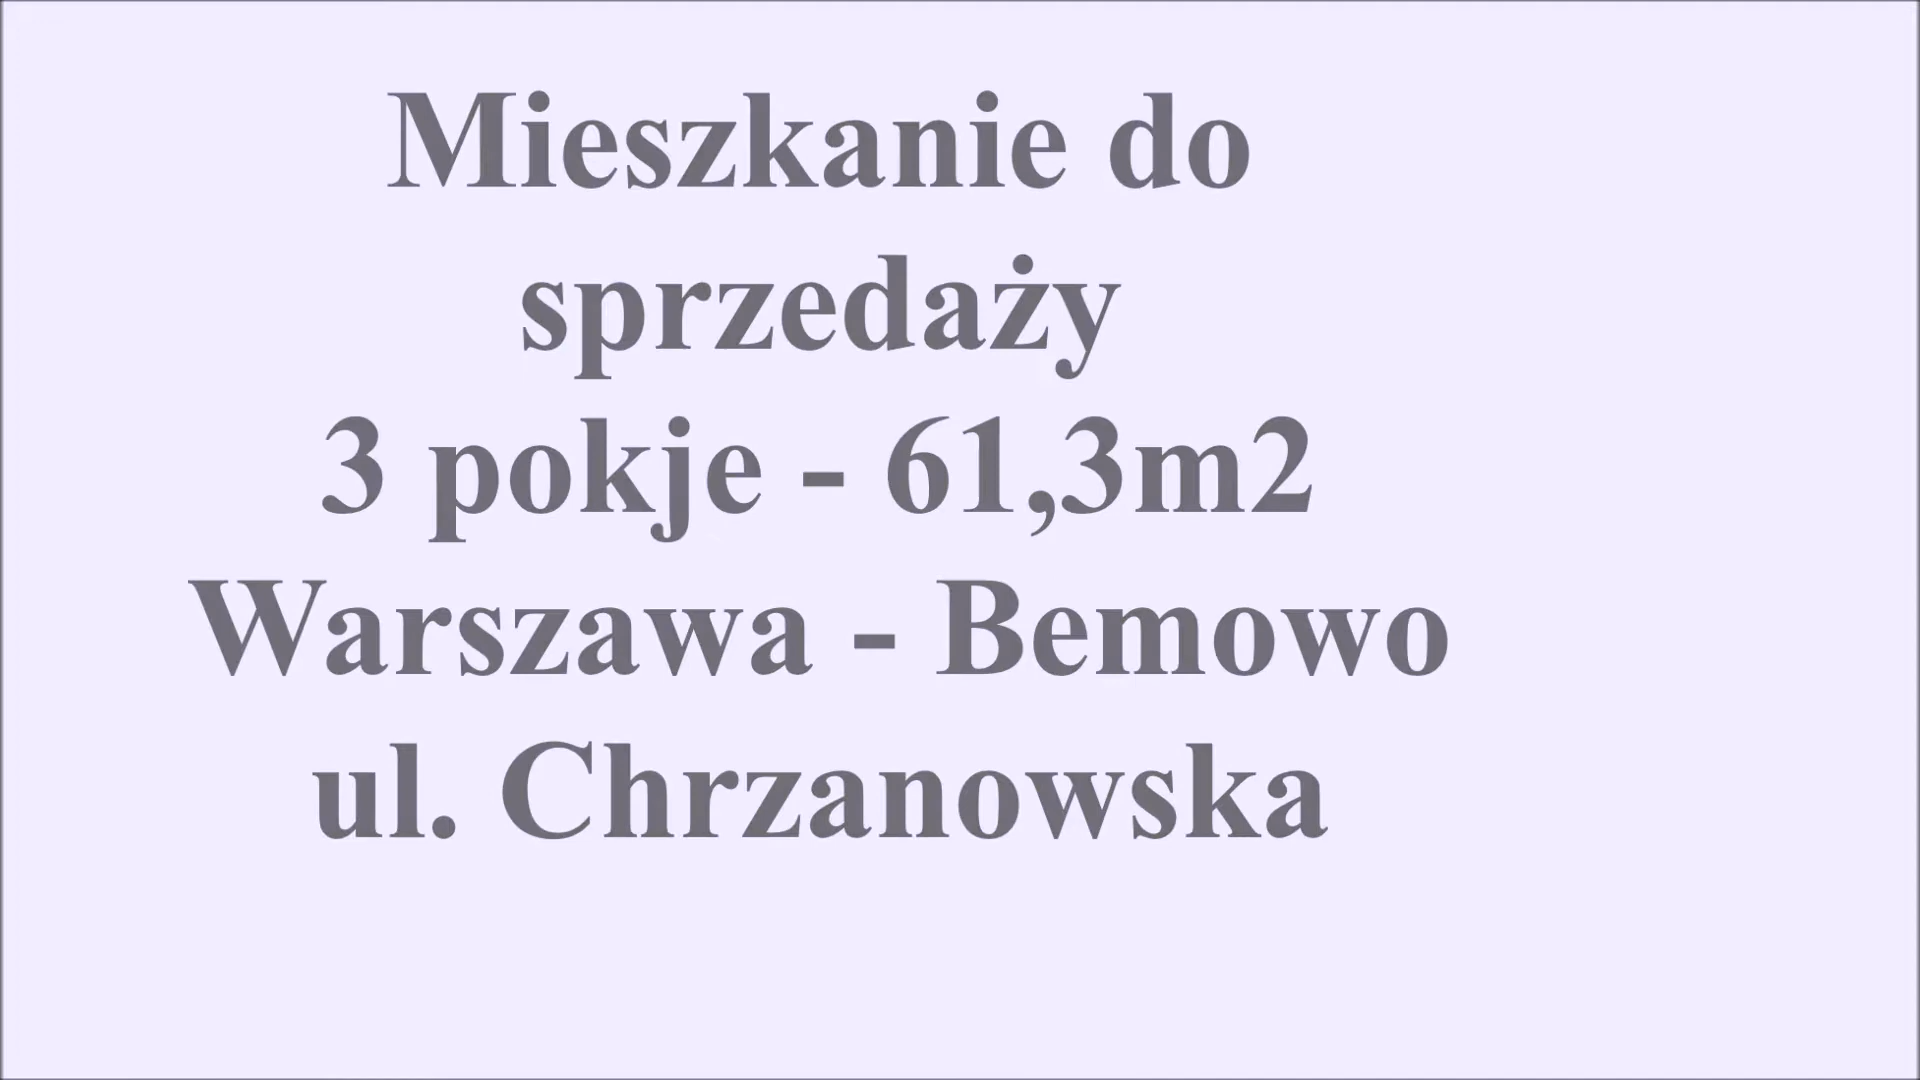 Mieszkanie do
sprzedaży
3 pokje - 61,3m2
Warszawa - Bemowo
ul. Chrzanowska